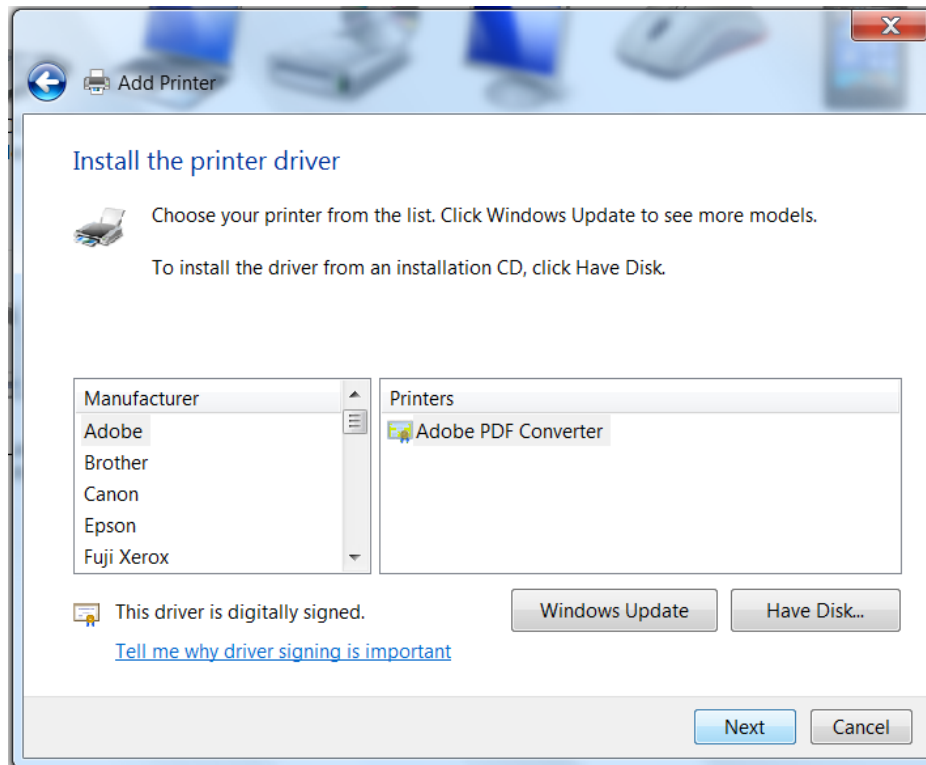 X
Add Printer
Install the printer driver
Choose your printer from the list. Click Windows Update to see more models.
To install the driver from an installation CD, click Have Disk.
Manufacturer
Adobe
Brother
Canon
Epson
Fuji Xerox
Printers
Adobe PDF Converter
This driver is digitally signed.
Tell me why driver signing is important
Windows Update
Have Disk...
Next
Cancel